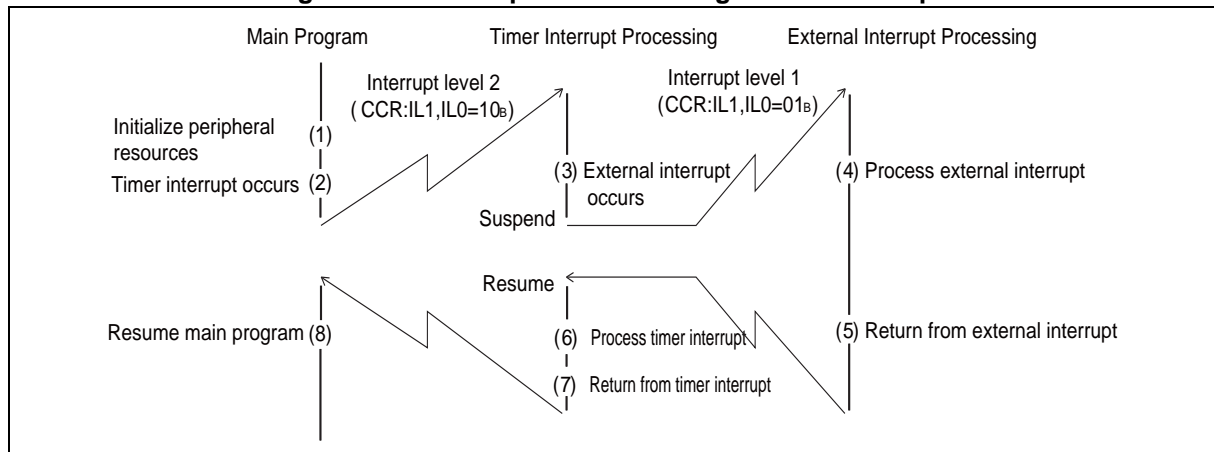 Main Program
Timer Interrupt Processing
External Interrupt Processing
Interrupt level 2
(CCR:IL1,IL0=10B)
Interrupt level 1
(CCR:IL1,IL0=01B)
Initialize peripheral
resources
(1)
Timer interrupt occurs (2)
(3) External interrupt
occurs
(4) Process external interrupt
Suspend
Resume
Resume main program (8)
(6) Process timer interrupt
(5) Return from external interrupt
(7) Return from timer interrupt